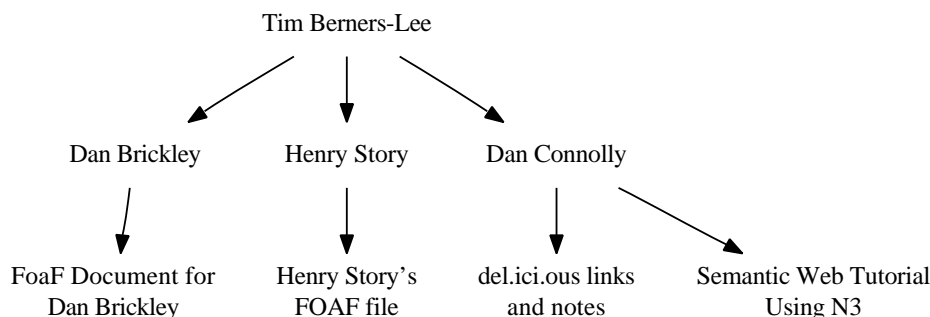 Tim Berners-Lee
Dan Brickley
Henry Story
Dan Connolly
FoaF Document for
Dan Brickley
Henry Story’s
FOAF file
del.ici.ous links
and notes
Semantic Web Tutorial
Using N3